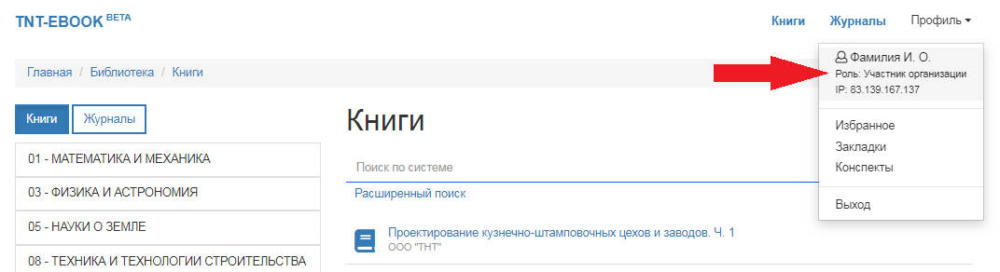 TNT-EBOOK BETA
Книги Журналы Профиль
Фамилия И. О.
Роль: Участник организации
IP: 83.139.167.137
Избранное
Закладки
Конспекты
Выход
Главная / Библиотека / Книги
Книги Журналы
01 - МАТЕМАТИКА И МЕХАНИКА
03 - ФИЗИКА И АСТРОНОМИЯ
05 - НАУКИ О ЗЕМЛЕ
08 - ТЕХНИКА И ТЕХНОЛОГИИ СТРОИТЕЛЬСТВА
Книги
Поиск по системе
Расширенный поиск
Проектирование кузнечно-штамповочных цехов и заводов. Ч. 1
ООО "ТНТ"